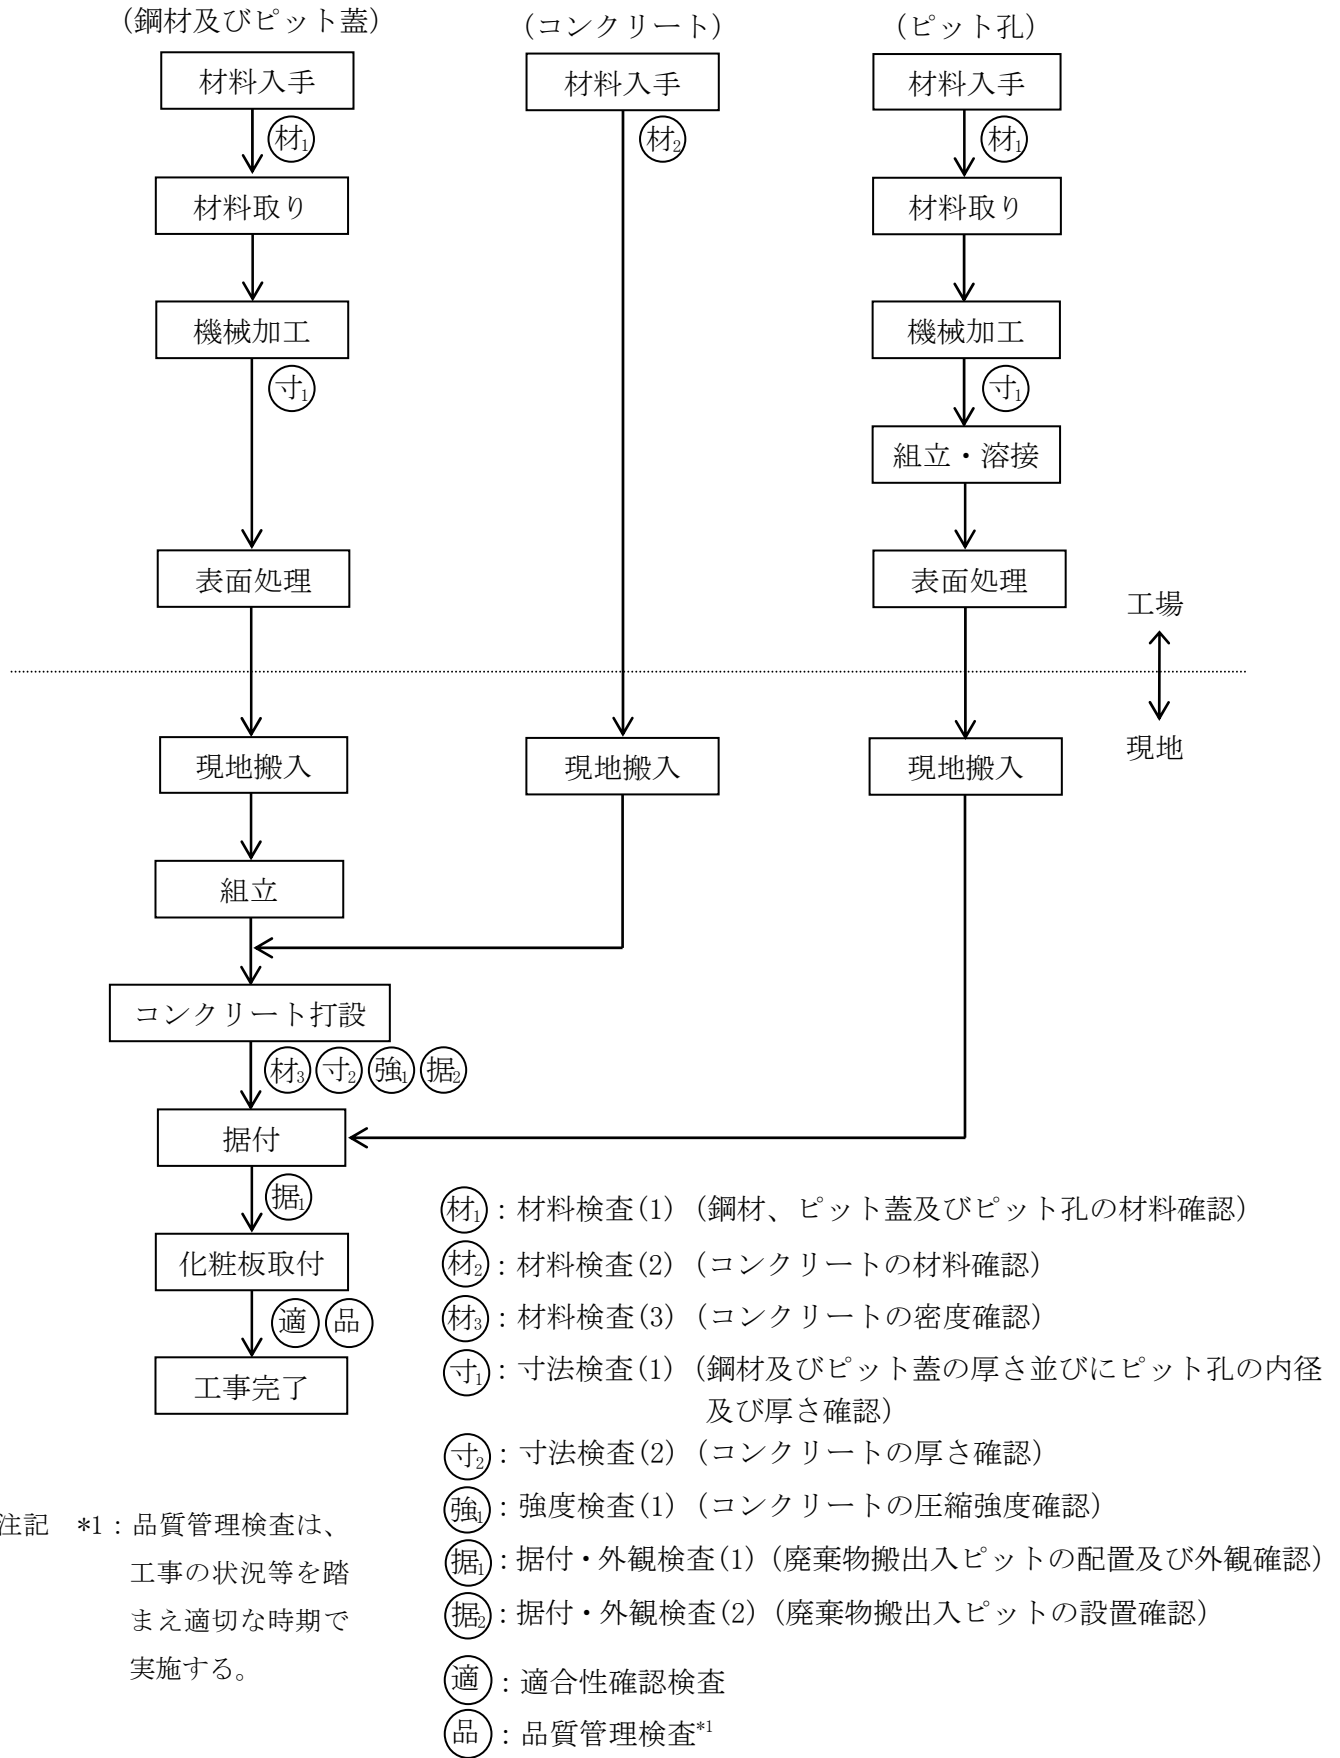 (鋼材及びピット蓋)
(コンクリート)
(ピット孔)
材料入手
材料入手
材料入手
材1
材2
材1
材料取り
材料取り
機械加工
機械加工
寸1
寸1
組立・溶接
表面処理
表面処理
工場
現地
現地搬入
現地搬入
現地搬入
組立
コンクリート打設
材3 寸2 強1 据2
据付
据1
化粧板取付
適 品
工事完了
材1：材料検査(1) (鋼材、ピット蓋及びピット孔の材料確認)
材2：材料検査(2) (コンクリートの材料確認)
材3：材料検査(3) (コンクリートの密度確認)
寸1：寸法検査(1) (鋼材及びピット蓋の厚さ並びにピット孔の内径
及び厚さ確認)
寸2：寸法検査(2) (コンクリートの厚さ確認)
強1：強度検査(1) (コンクリートの圧縮強度確認)
据1：据付・外観検査(1) (廃棄物搬出入ピットの配置及び外観確認)
据2：据付・外観検査(2) (廃棄物搬出入ピットの設置確認)
適：適合性確認検査
品：品質管理検査*1
注記　*1：品質管理検査は、
工事の状況等を踏
まえ適切な時期で
実施する。